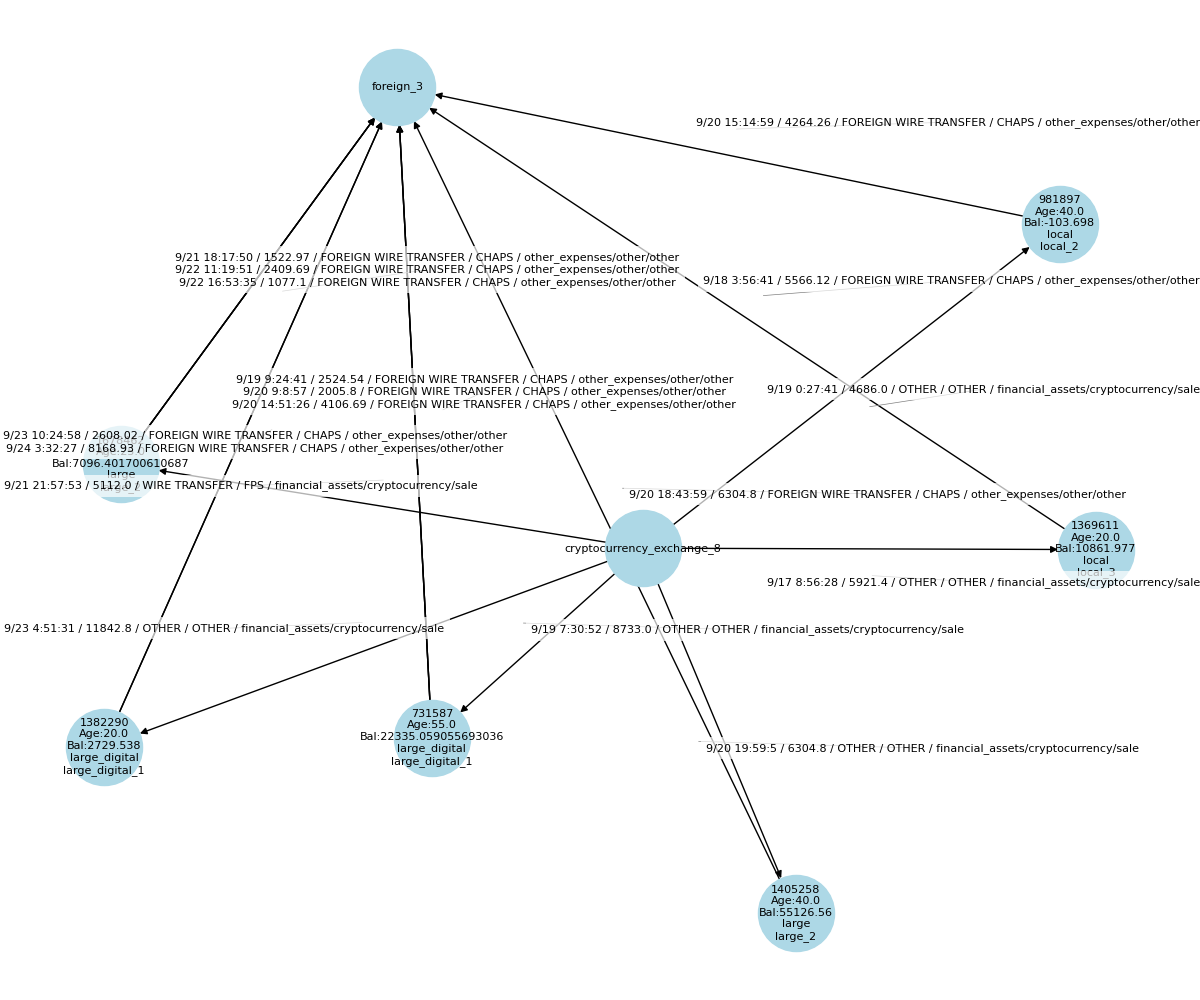 foreign_3
9/20 15:14:59 / 4264.26 / FOREIGN WIRE TRANSFER / CHAPS / other_expenses/other/other
981897
Age:40.0
Bal:-103.698
local
local_2
9/21 18:17:50 / 1522.97 / FOREIGN WIRE TRANSFER / CHAPS / other_expenses/other/other
9/22 11:19:51 / 2409.69 / FOREIGN WIRE TRANSFER / CHAPS / other_expenses/other/other
9/22 16:53:35 / 1077.1 / FOREIGN WIRE TRANSFER / CHAPS / other_expenses/other/other
9/18 3:56:41 / 5566.12 / FOREIGN WIRE TRANSFER / CHAPS / other_expenses/other/other
9/19 9:24:41 / 2524.54 / FOREIGN WIRE TRANSFER / CHAPS / other_expenses/other/other
9/20 9:8:57 / 2005.8 / FOREIGN WIRE TRANSFER / CHAPS / other_expenses/other/other
9/20 14:51:26 / 4106.69 / FOREIGN WIRE TRANSFER / CHAPS / other_expenses/other/other
9/19 0:27:41 / 4686.0 / OTHER / OTHER / financial_assets/cryptocurrency/sale
9/23 10:24:58 / 2608.02 / FOREIGN WIRE TRANSFER / CHAPS / other_expenses/other/other
9/24 3:32:27 / 8168.93 / FOREIGN WIRE TRANSFER / CHAPS / other_expenses/other/other
Bal:7096.401700610687
large
9/21 21:57:53 / 5112.0 / WIRE TRANSFER / FPS / financial_assets/cryptocurrency/sale
9/20 18:43:59 / 6304.8 / FOREIGN WIRE TRANSFER / CHAPS / other_expenses/other/other
cryptocurrency_exchange_8
1369611
Age:20.0
Bal:10861.977
local
local_3
9/17 8:56:28 / 5921.4 / OTHER / OTHER / financial_assets/cryptocurrency/sale
9/23 4:51:31 / 11842.8 / OTHER / OTHER / financial_assets/cryptocurrency/sale
9/19 7:30:52 / 8733.0 / OTHER / OTHER / financial_assets/cryptocurrency/sale
1382290
Age:20.0
Bal:2729.538
large_digital
large_digital_1
731587
Age:55.0
Bal:22335.059055693036
large_digital
large_digital_1
9/20 19:59:5 / 6304.8 / OTHER / OTHER / financial_assets/cryptocurrency/sale
1405258
Age:40.0
Bal:55126.56
large
large_2